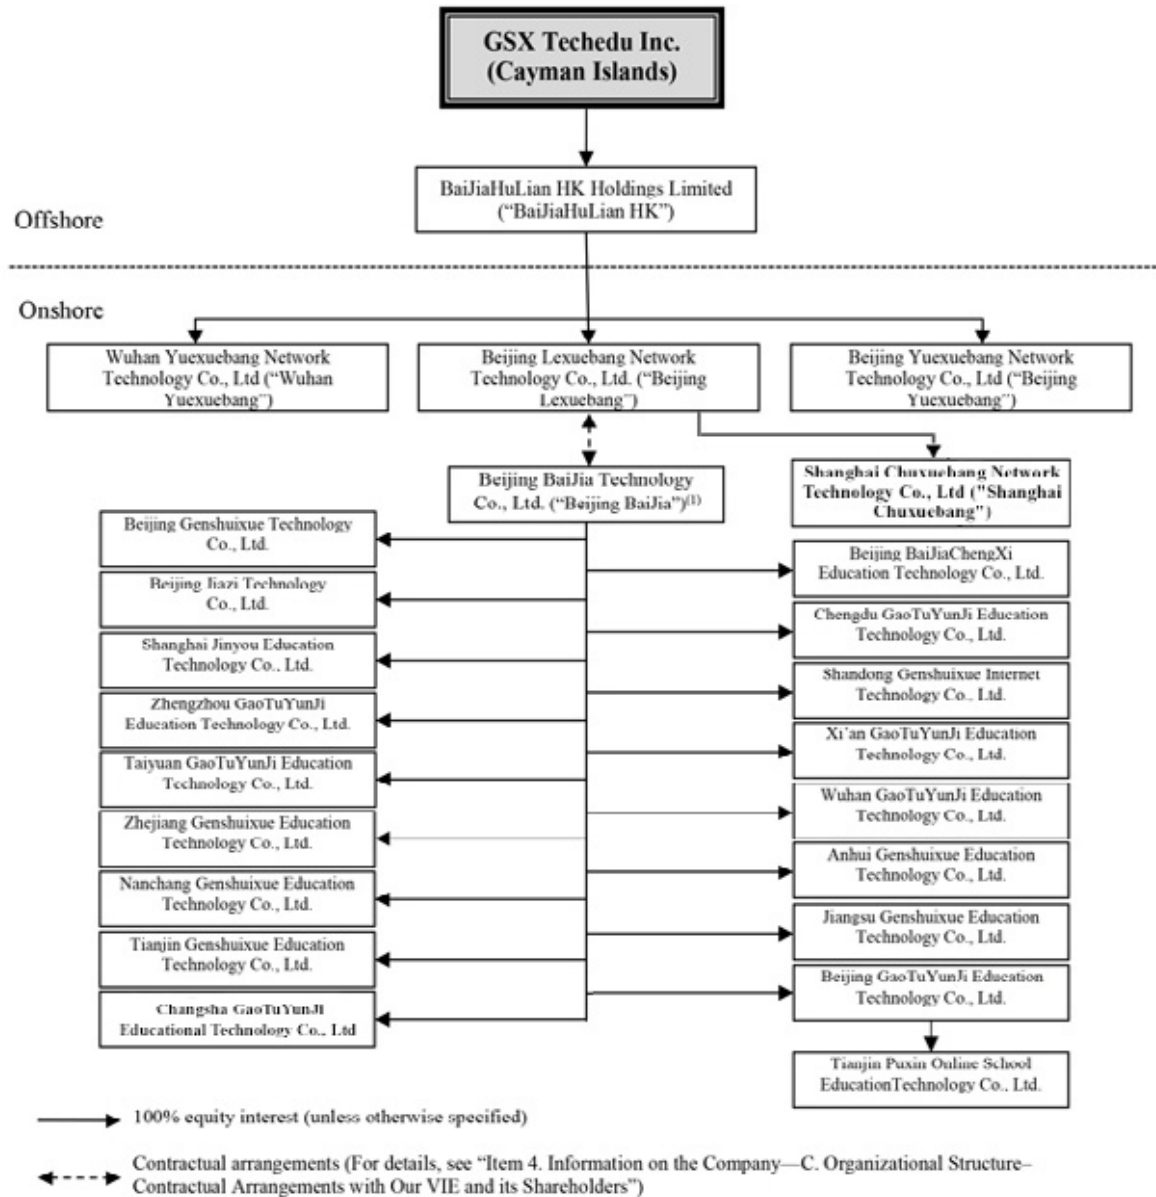 GSX Techedu Inc.
(Cayman Islands)
BaiJiaHuLian HK Holdings Limited
(“BaiJiaHuLian HK”)
Offshore
Onshore
Wuhan Yuexuebang Network
Technology Co., Ltd (“Wuhan
Yuexuebang”)
Beijing Lexuebang Network
Technology Co., Ltd. (“Beijing
Lexuebang”)
Beijing Yuexuebang Network
Technology Co., Ltd (“Beijing
Yuexuebang”)
Beijing BaiJia Technology
Co., Ltd. (“Beijing BaiJia”)(1)
Shanghai Chuxuebang Network
Technology Co., Ltd ("Shanghai
Chuxuebang")
Beijing Genshuixue Technology
Co., Ltd.
Beijing BaiJiaChengXi
Education Technology Co., Ltd.
Beijing Jiazi Technology
Co., Ltd.
Chengdu GaoTuYunJi Education
Technology Co., Ltd.
Shanghai Jinyou Education
Technology Co., Ltd.
Shandong Genshuixue Internet
Technology Co., Ltd.
Zhengzhou GaoTuYunJi
Education Technology Co., Ltd.
Xi’an GaoTuYunJi Education
Technology Co., Ltd.
Taiyuan GaoTuYunJi Education
Technology Co., Ltd.
Wuhan GaoTuYunJi Education
Technology Co., Ltd.
Zhejiang Genshuixue Education
Technology Co., Ltd.
Anhui Genshuixue Education
Technology Co., Ltd.
Nanchang Genshuixue Education
Technology Co., Ltd.
Jiangsu Genshuixue Education
Technology Co., Ltd.
Tianjin Genshuixue Education
Technology Co., Ltd.
Beijing GaoTuYunJi Education
Technology Co., Ltd.
Changsha GaoTuYunJi
Educational Technology Co., Ltd
Tianjin Puxin Online School
EducationTechnology Co., Ltd.
100% equity interest (unless otherwise specified)
Contractual arrangements (For details, see “Item 4. Information on the Company—C. Organizational Structure–
Contractual Arrangements with Our VIE and its Shareholders”)